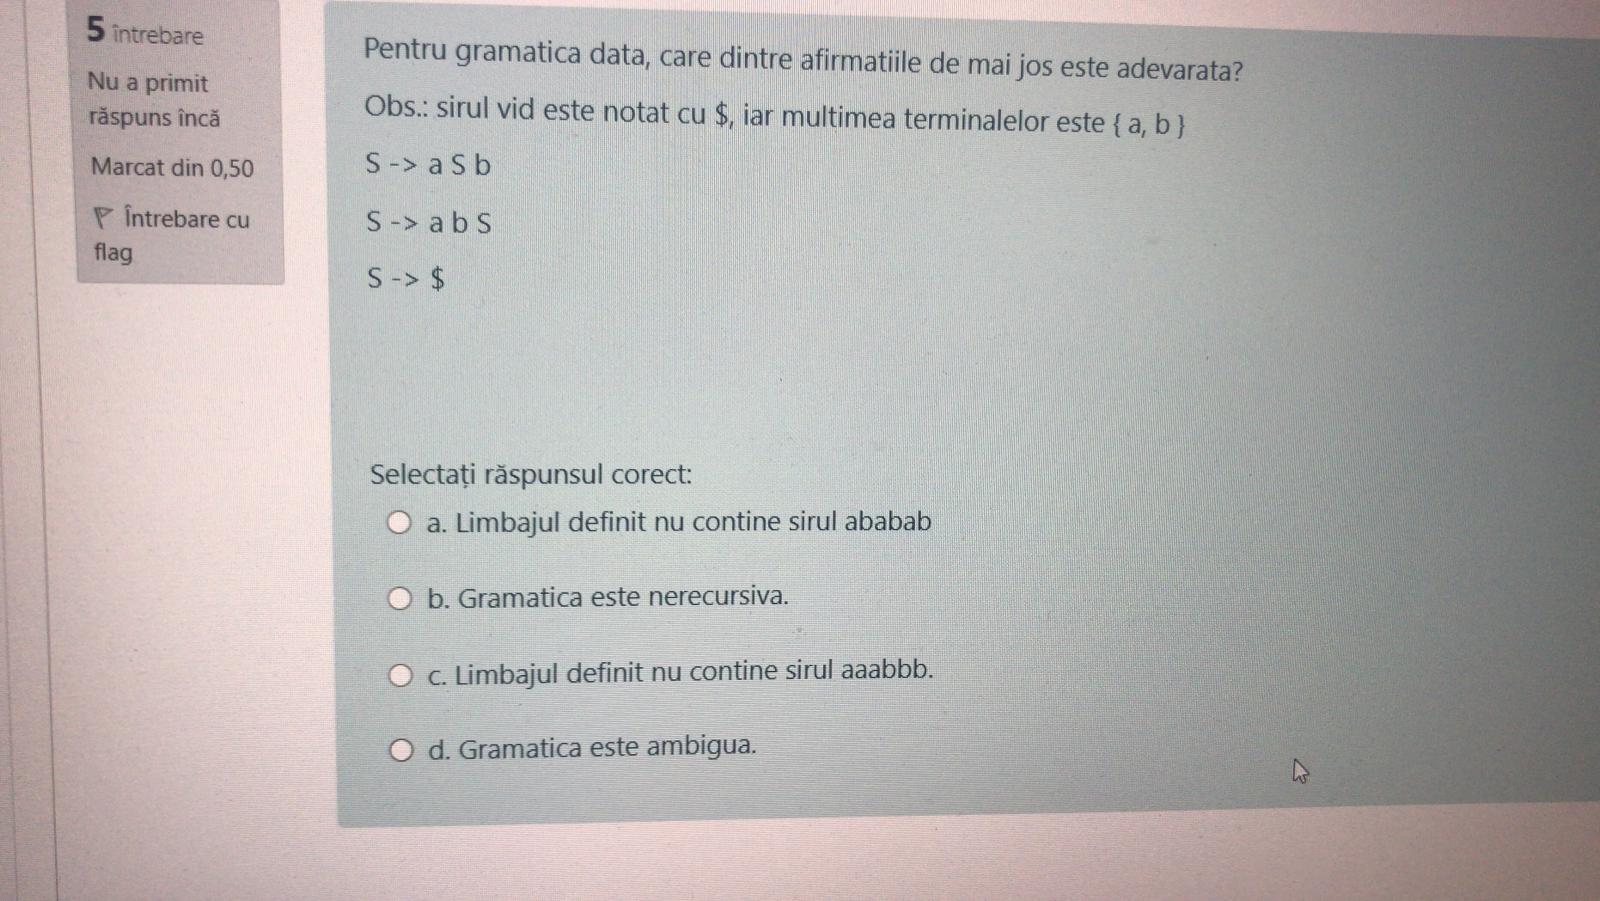 5 întrebare
Nu a primit
răspuns încă
Marcat din 0,50
Întrebare cu
flag
Pentru gramatica data, care dintre afirmatiile de mai jos este adevarata?
Obs.: sirul vid este notat cu $, iar multimea terminalelor este { a, b }
S -> a S b
S -> a b S
S -> $
Selectați răspunsul corect:
a. Limbajul definit nu contine sirul ababab
b. Gramatica este nerecursiva.
c. Limbajul definit nu contine sirul aaabbb.
d. Gramatica este ambigua.